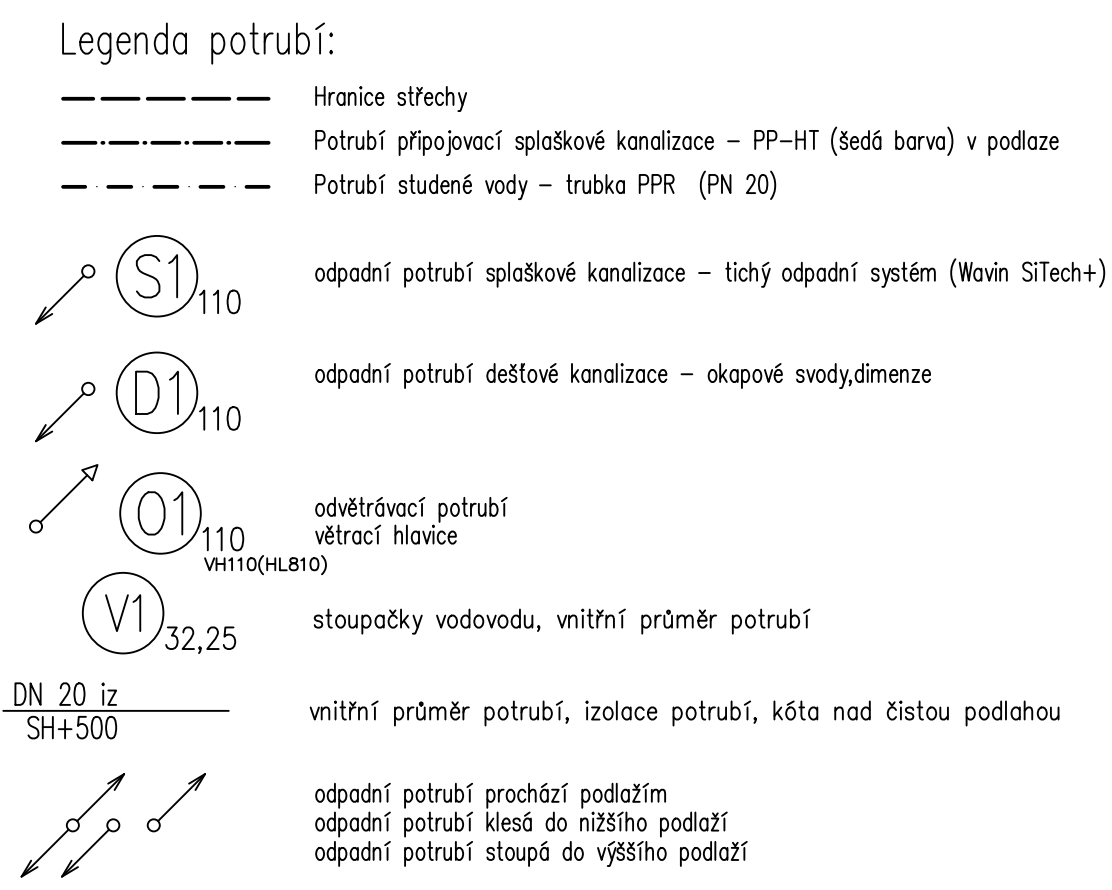 Legenda potrubí:
Hranice střechy
Potrubí připojovací splaškové kanalizace – PP–HT (šedá barva) v podlaze
Potrubí studené vody – trubka PPR (PN 20)
S1 110 odpadní potrubí splaškové kanalizace – tichý odpadní systém (Wavin SiTech+)
D1 110 odpadní potrubí dešťové kanalizace – okapové svody,dimenze
O1 110 odvětrávací potrubí
větrací hlavice
VH110(HL810)
V1 32,25 stoupačky vodovodu, vnitřní průměr potrubí
DN 20 iz
SH+500
vnitřní průměr potrubí, izolace potrubí, kóta nad čistou podlahou
odpadní potrubí prochází podlažím
odpadní potrubí klesá do nižšího podlaží
odpadní potrubí stoupá do výššího podlaží